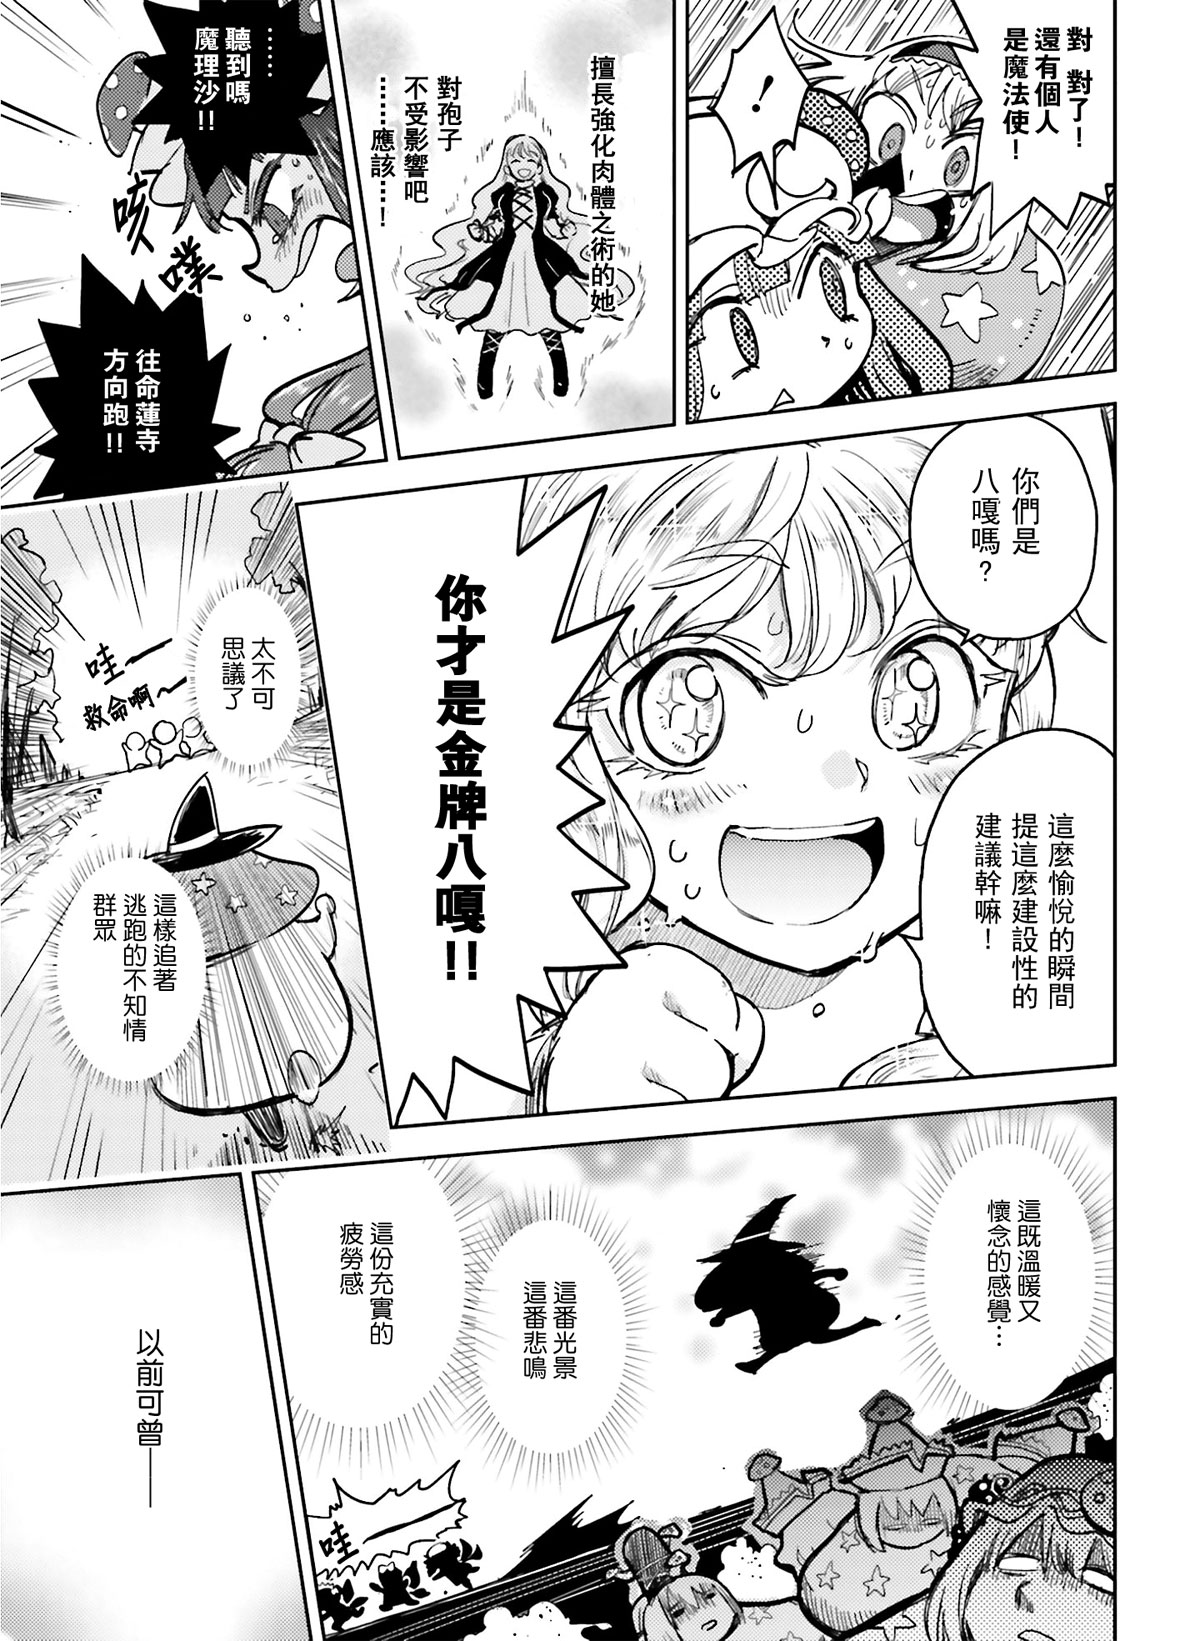 對 對了！
還有個人
是魔法使！
！
擅長強化肉體之術的她
對孢子
不受影響吧
⋯⋯應該⋯⋯！
⋯⋯
聽到嗎
魔理沙!!
咳
噗
往命蓮寺
方向跑!!
你們是
八嘎嗎？
這麼愉悅的瞬間
提這麼建設性的
建議幹嘛！
你才是金牌八嘎!!
太不可
思議了
哇——
救命啊～
這樣追著
逃跑的不知情
群眾
這既溫暖又
懷念的感覺…
這番光景
這番悲鳴
這份充實的
疲勞感
哇
以前可曾——